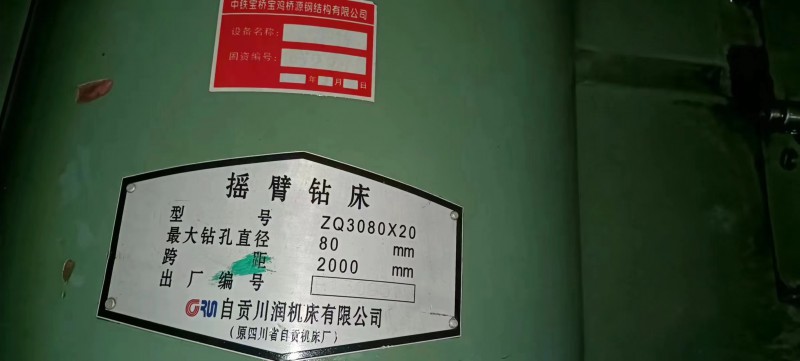 中铁宝桥宝鸡桥源钢结构有限公司
设备名称:
固资编号:
年 月 日
摇臂钻床
型号 ZQ3080X20
最大钻孔直径 80 mm
跨距 2000 mm
出厂编号
GRUN 自贡川润机床有限公司
(原四川省自贡机床厂)